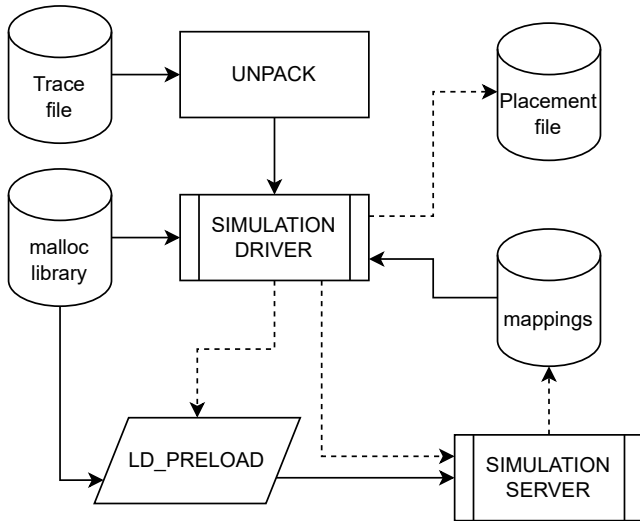 Trace
file
UNPACK
Placement
file
malloc
library
SIMULATION
DRIVER
mappings
LD_PRELOAD
SIMULATION
SERVER